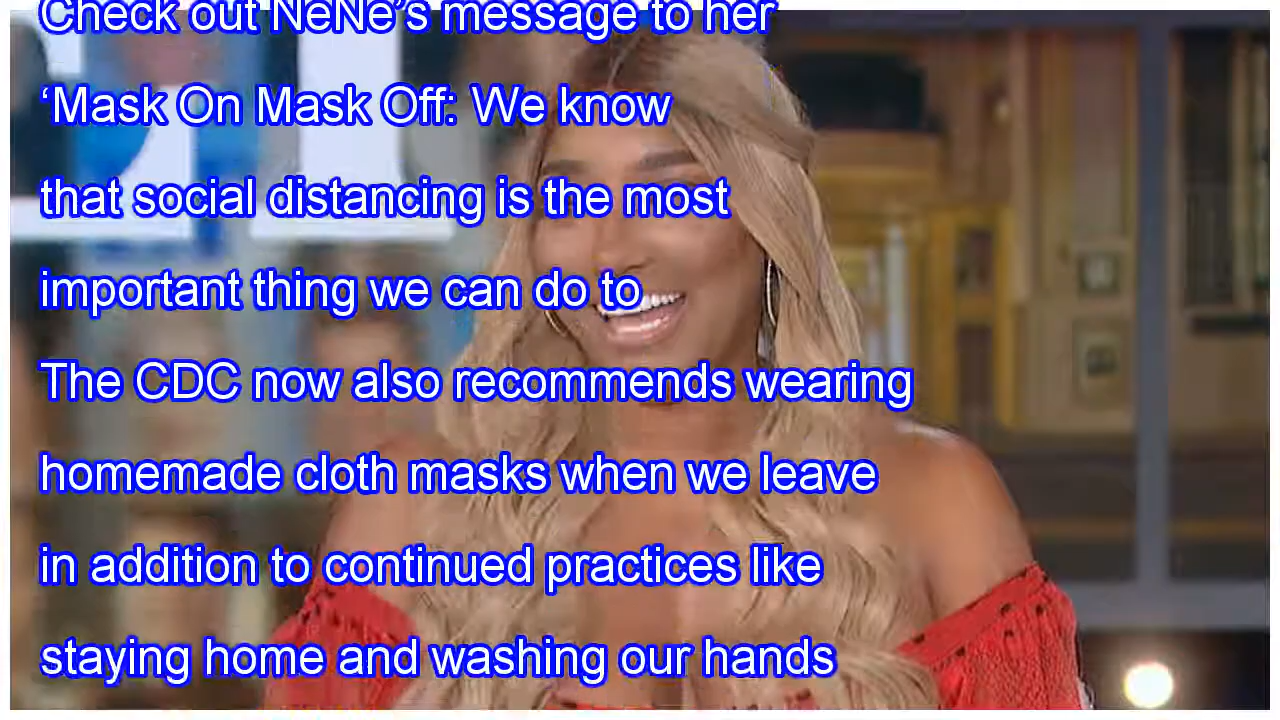 Check out NeNe’s message to her
‘Mask On Mask Off: We know
that social distancing is the most
important thing we can do to
The CDC now also recommends wearing
homemade cloth masks when we leave
in addition to continued practices like
staying home and washing our hands